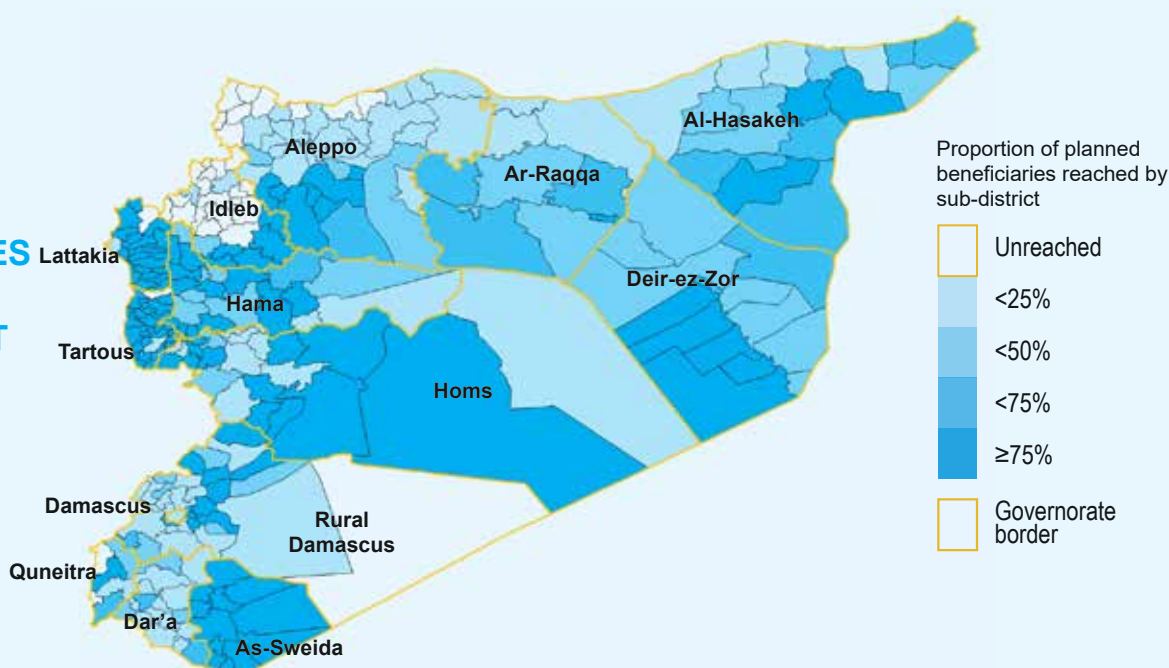 Al-Hasakeh
Aleppo
Ar-Raqqa
Idleb
ES
Lattakia
Deir-ez-Zor
Hama
T
Tartous
Homs
Damascus
Rural
Damascus
Quneitra
Dar'a
As-Sweida
Proportion of planned
beneficiaries reached by
sub-district
Unreached
<25%
<50%
<75%
≥75%
Governorate
border